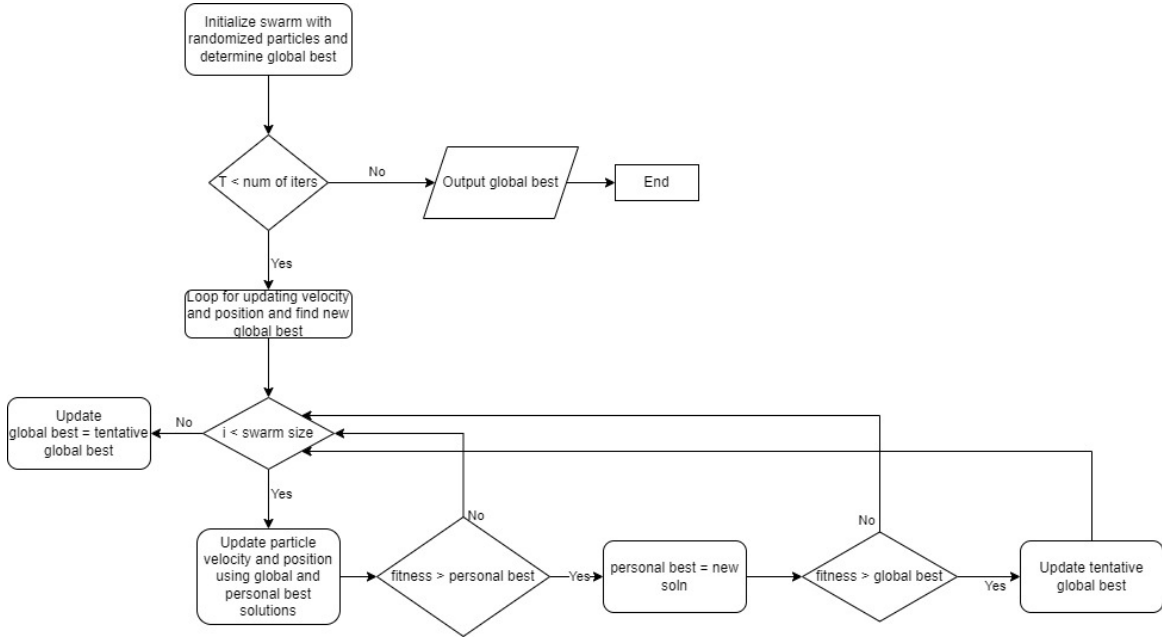 Initialize swarm with
randomized particles and
determine global best
T < num of iters
No
Output global best
End
Yes
Loop for updating velocity
and position and find new
global best
Update
global best = tentative
global best
No
i < swarm size
Yes
No
No
Update particle
velocity and position
using global and
personal best
solutions
fitness > personal best
Yes
personal best = new
soln
fitness > global best
Yes
Update tentative
global best